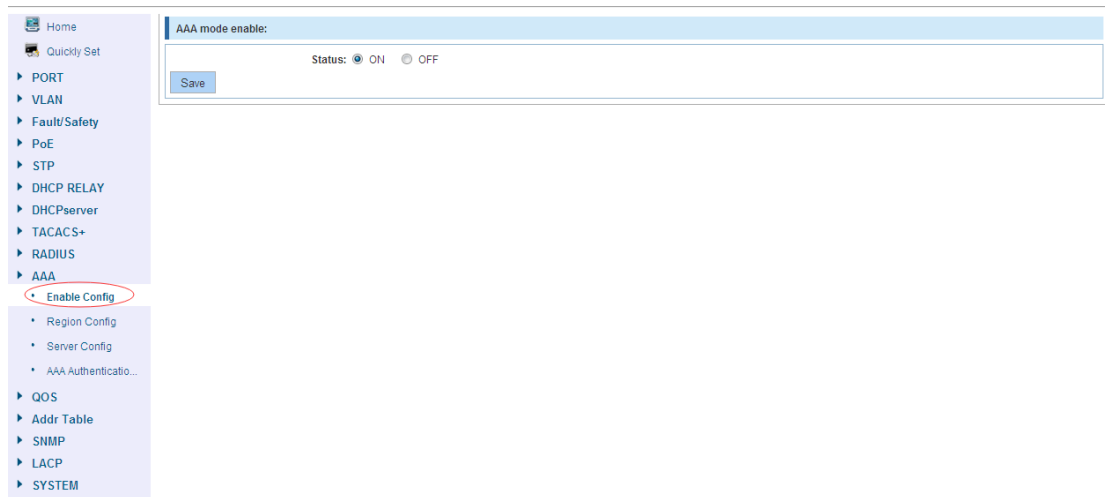 Home
Quickly Set
PORT
VLAN
Fault/Safety
PoE
STP
DHCP RELAY
DHCPserver
TACACS+
RADIUS
AAA
Enable Config
Region Config
Server Config
AAA Authenticatio...
QOS
Addr Table
SNMP
LACP
SYSTEM
AAA mode enable:
Status: ON OFF
Save